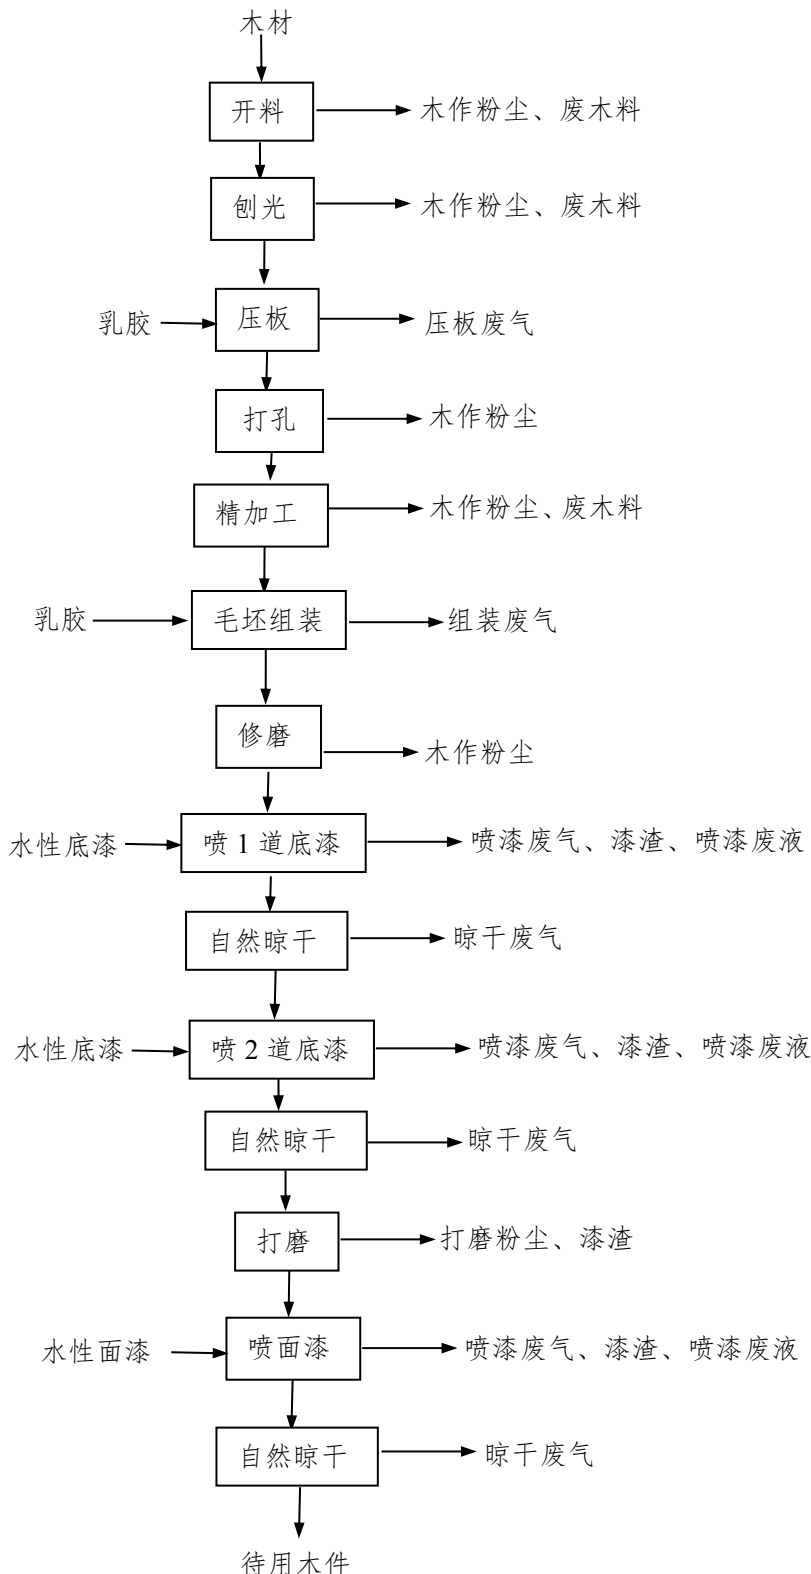 木材
开料
木作粉尘、废木料
刨光
木作粉尘、废木料
乳胶
压板
压板废气
打孔
木作粉尘
精加工
木作粉尘、废木料
乳胶
毛坯组装
组装废气
修磨
木作粉尘
水性底漆
喷1道底漆
喷漆废气、漆渣、喷漆废液
自然晾干
晾干废气
水性底漆
喷2道底漆
喷漆废气、漆渣、喷漆废液
自然晾干
晾干废气
打磨
打磨粉尘、漆渣
水性面漆
喷面漆
喷漆废气、漆渣、喷漆废液
自然晾干
晾干废气
待用木件